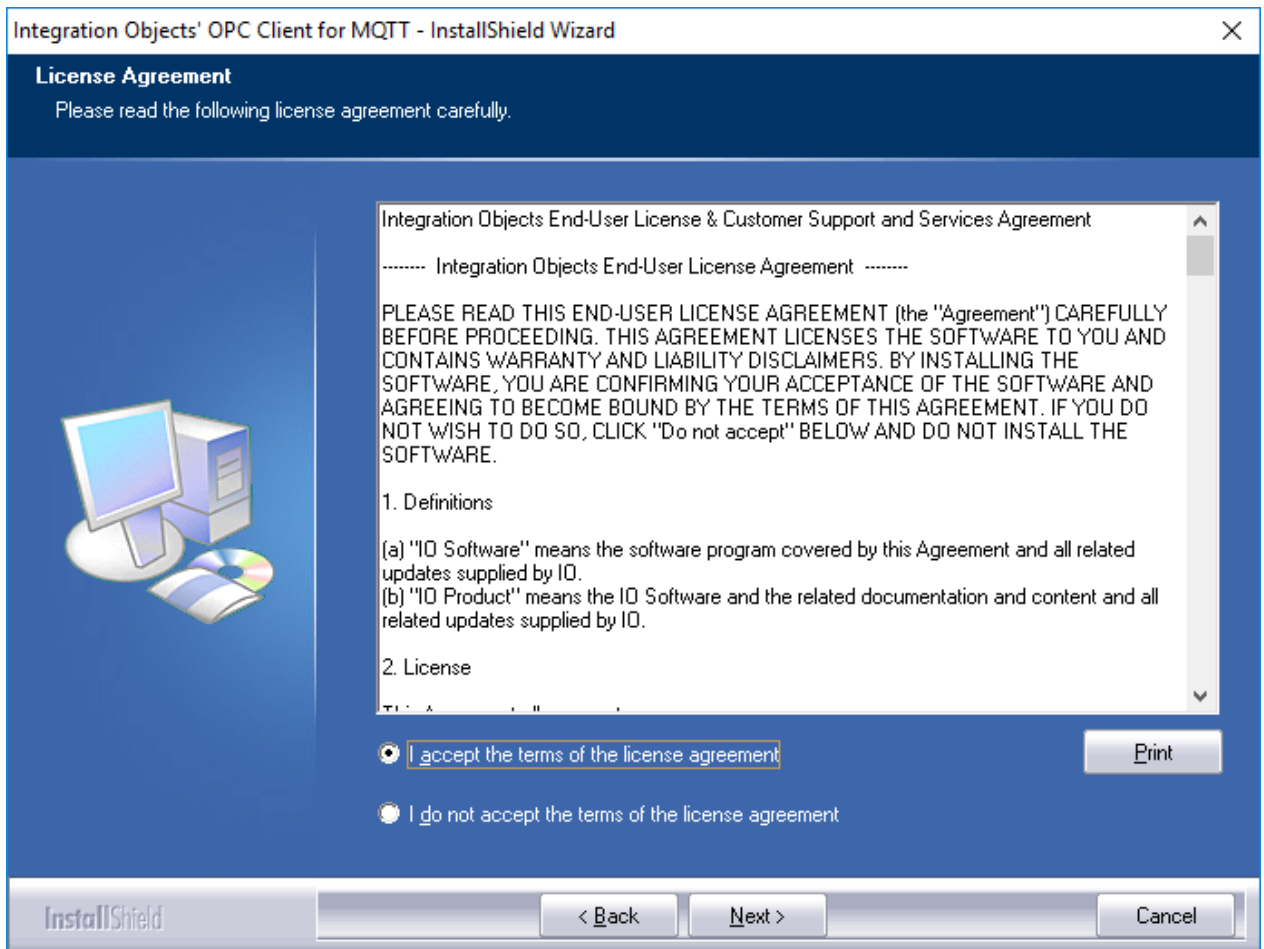 Integration Objects' OPC Client for MQTT - InstallShield Wizard
License Agreement
Please read the following license agreement carefully.
Integration Objects End-User License & Customer Support and Services Agreement
-------- Integration Objects End-User License Agreement --------
PLEASE READ THIS END-USER LICENSE AGREEMENT (the "Agreement") CAREFULLY
BEFORE PROCEEDING. THIS AGREEMENT LICENSES THE SOFTWARE TO YOU AND
CONTAINS WARRANTY AND LIABILITY DISCLAIMERS. BY INSTALLING THE
SOFTWARE, YOU ARE CONFIRMING YOUR ACCEPTANCE OF THE SOFTWARE AND
AGREEING TO BECOME BOUND BY THE TERMS OF THIS AGREEMENT. IF YOU DO
NOT WISH TO DO SO, CLICK "Do not accept" BELOW AND DO NOT INSTALL THE
SOFTWARE.
1. Definitions
(a) "IO Software" means the software program covered by this Agreement and all related
updates supplied by IO.
(b) "IO Product" means the IO Software and the related documentation and content and all
related updates supplied by IO.
2. License
I accept the terms of the license agreement
Print
I do not accept the terms of the license agreement
InstallShield
< Back
Next >
Cancel